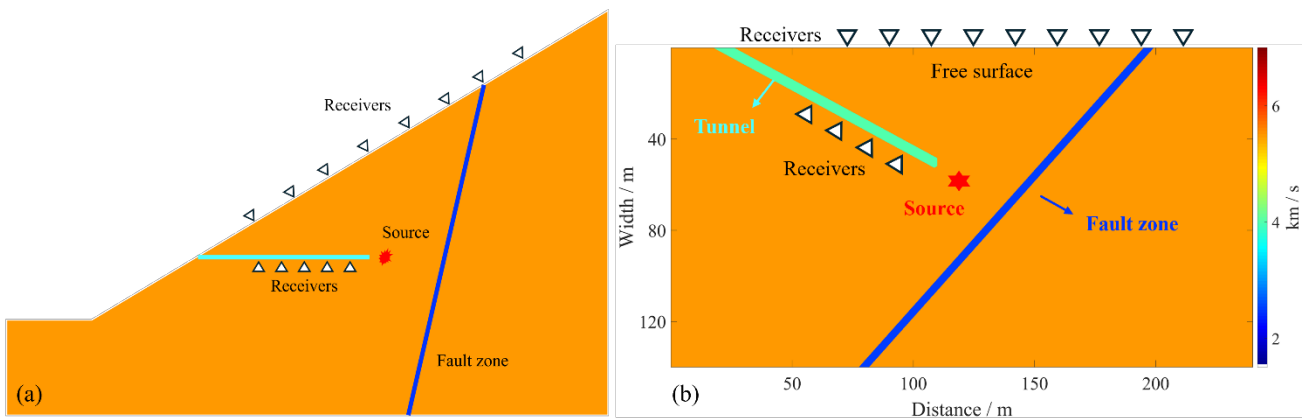 Receivers
Source
Receivers
Fault zone
(a)
Receivers
Free surface
Tunnel
Receivers
Source
Fault zone
40
80
120
Width / m
50
100
150
200
Distance / m
(b)
6
4
2
km / s